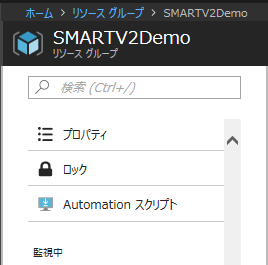 ホーム > リソース グループ > SMARTV2Demo
SMARTV2Demo
リソース グループ
検索 (Ctrl+/)
プロパティ
ロック
Automation スクリプト
監視中